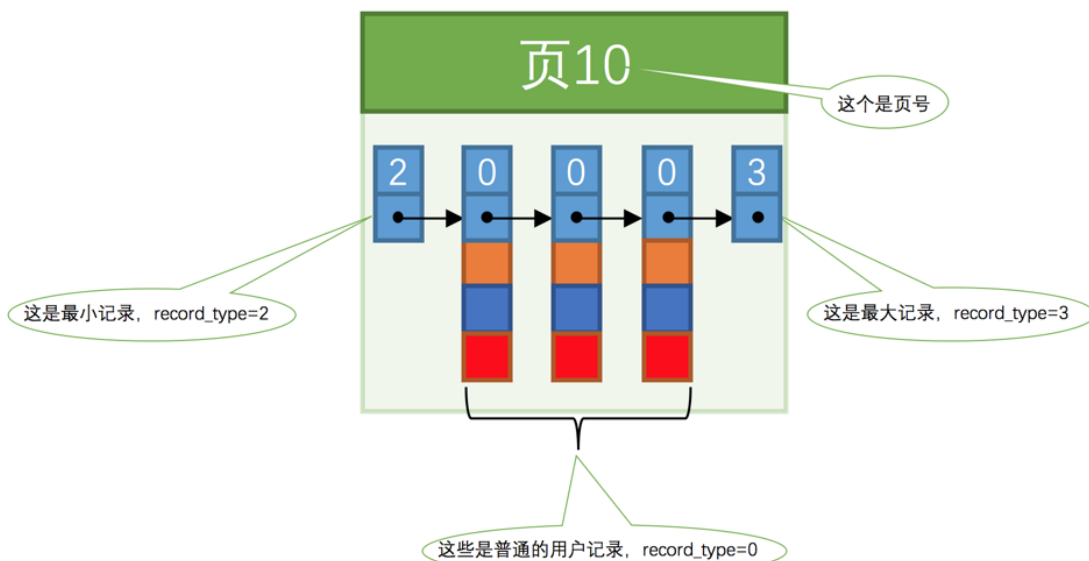 页10
这个是页号
2 0 0 0 3
这是最小记录，record_type=2
这是最大记录，record_type=3
这些是普通的用户记录，record_type=0